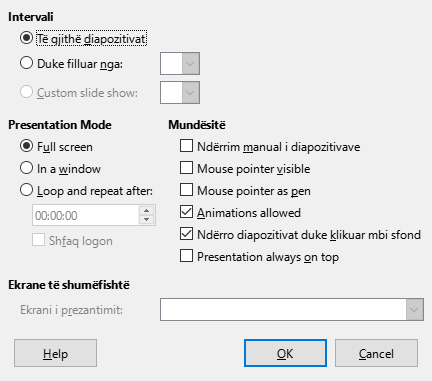 Intervali
Të gjithë diapozitivat
Duke filluar nga:
Custom slide show:
Presentation Mode
Full screen
In a window
Loop and repeat after:
00:00:00
Shfaq logon
Mundësitë
Ndërrim manual i diapozitivave
Mouse pointer visible
Mouse pointer as pen
Animations allowed
Ndërro diapozitivat duke klikuar mbi sfond
Presentation always on top
Ekrane të shumëfishtë
Ekrani i prezantimit:
Help
OK
Cancel